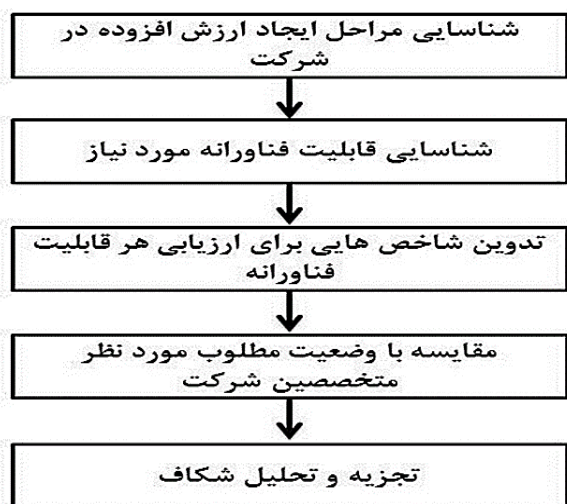 شناسایی مراحل ایجاد ارزش افزوده در
شرکت
شناسایی قابلیت فناورانه مورد نیاز
تدوین شاخص هایی برای ارزیابی هر قابلیت
فناورانه
مقایسه با وضعیت مطلوب مورد نظر
متخصصین شرکت
تجزیه و تحلیل شکاف